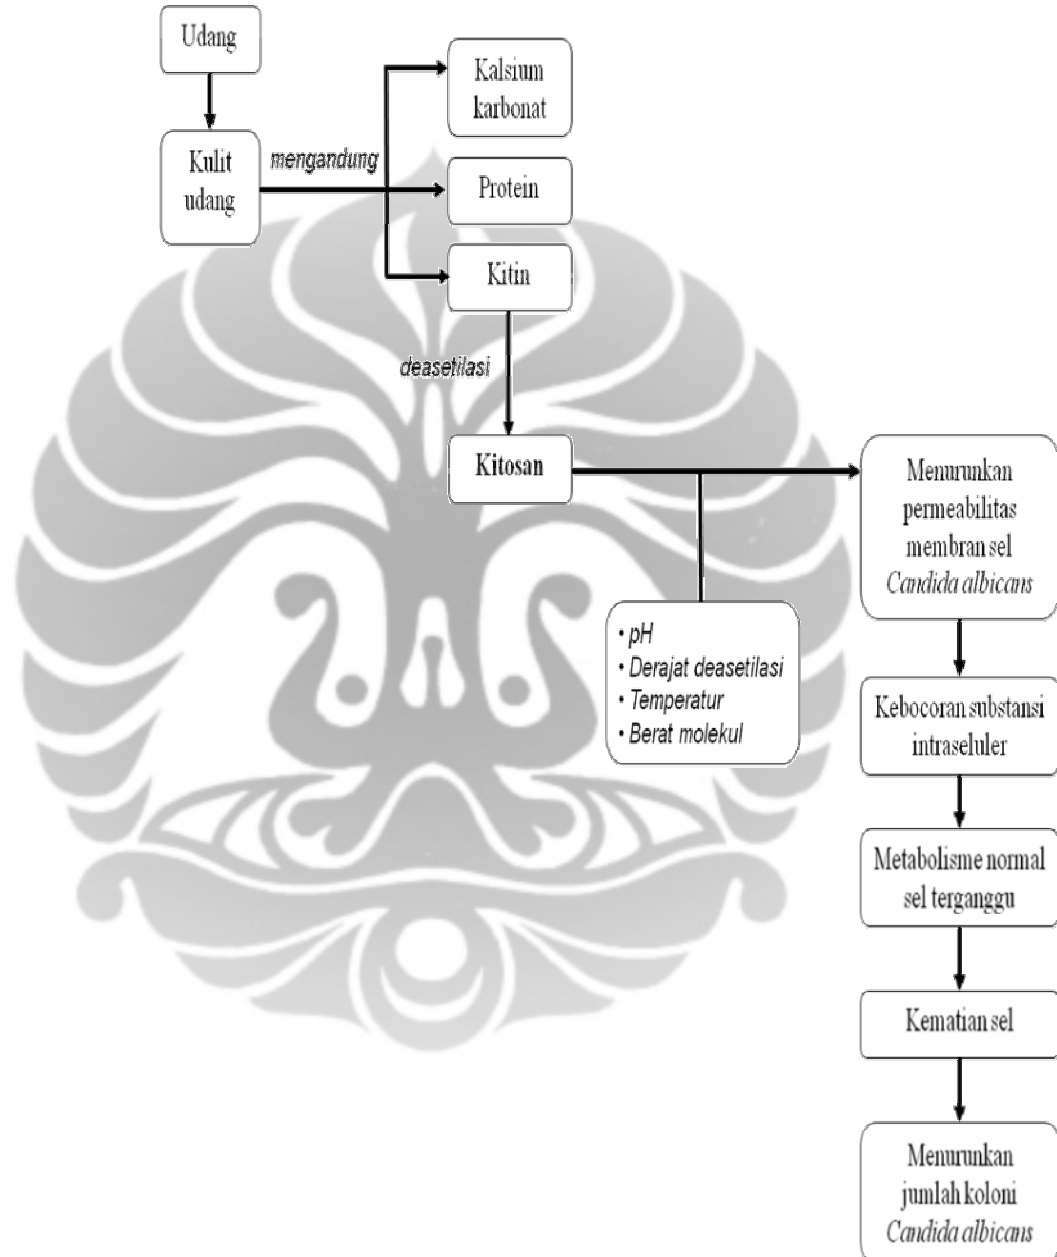 Udang
Kulit
udang
mengandung
Kalsium
karbonat
Protein
Kitin
deasetilasi
Kitosan
• pH
• Derajat deasetilasi
• Temperatur
• Berat molekul
Menurunkan
permeabilitas
membran sel
Candida albicans
Kebocoran substansi
intraseluler
Metabolisme normal
sel terganggu
Kematian sel
Menurunkan
jumlah koloni
Candida albicans